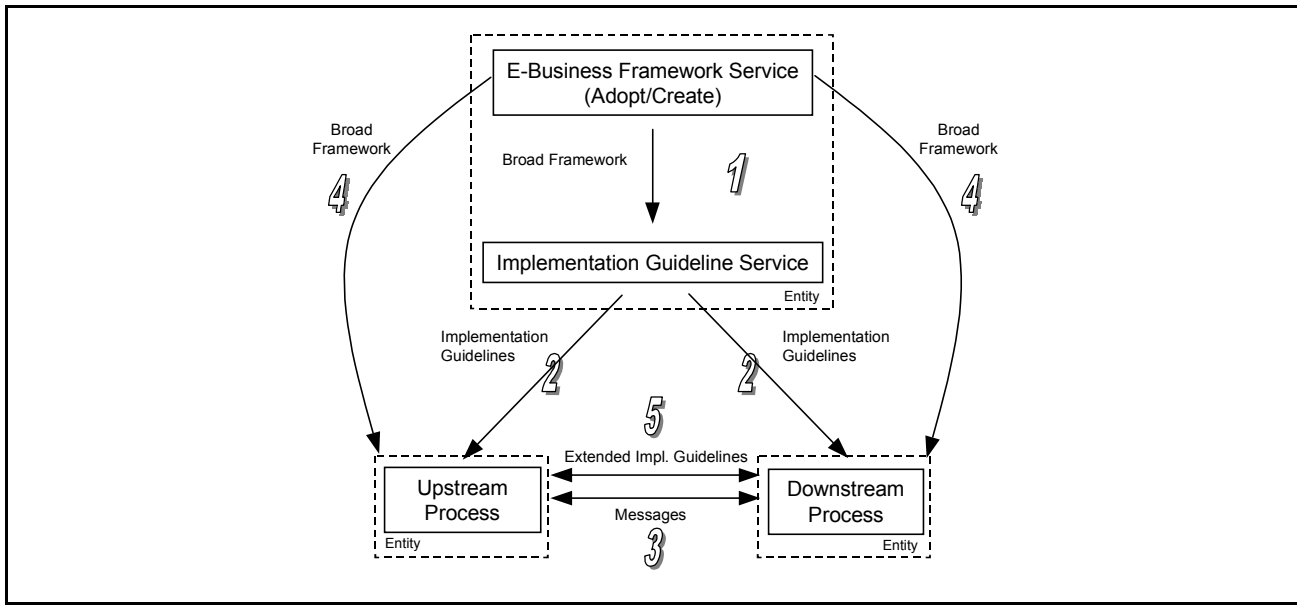 E-Business Framework Service
(Adopt/Create)
Broad
Framework
4
Broad Framework
1
Broad
Framework
4
Implementation Guideline Service
Entity
Implementation
Guidelines
2
Implementation
Guidelines
2
5
Extended Impl. Guidelines
Upstream
Process
Entity
Messages
3
Downstream
Process
Entity